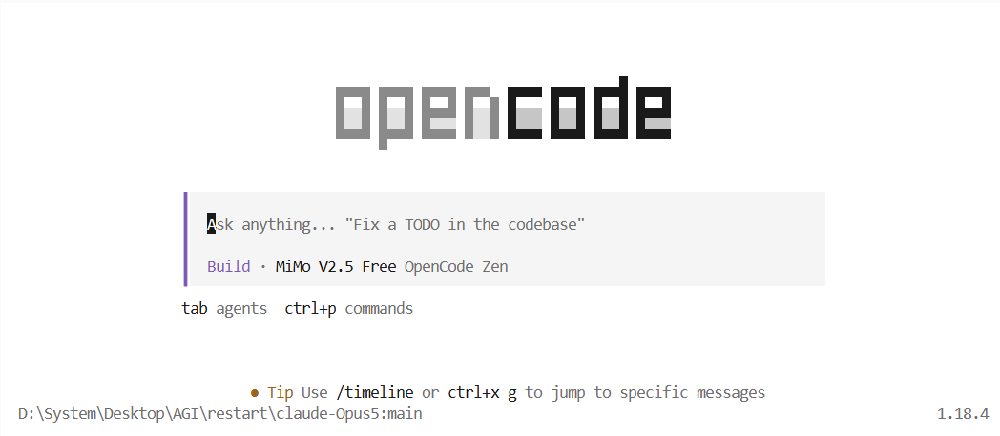 opencode
Ask anything... "Fix a TODO in the codebase"
Build · MiMo V2.5 Free OpenCode Zen
tab agents  ctrl+p commands
● Tip Use /timeline or ctrl+x g to jump to specific messages
D:\System\Desktop\AGI\restart\claude-Opus5:main 1.18.4